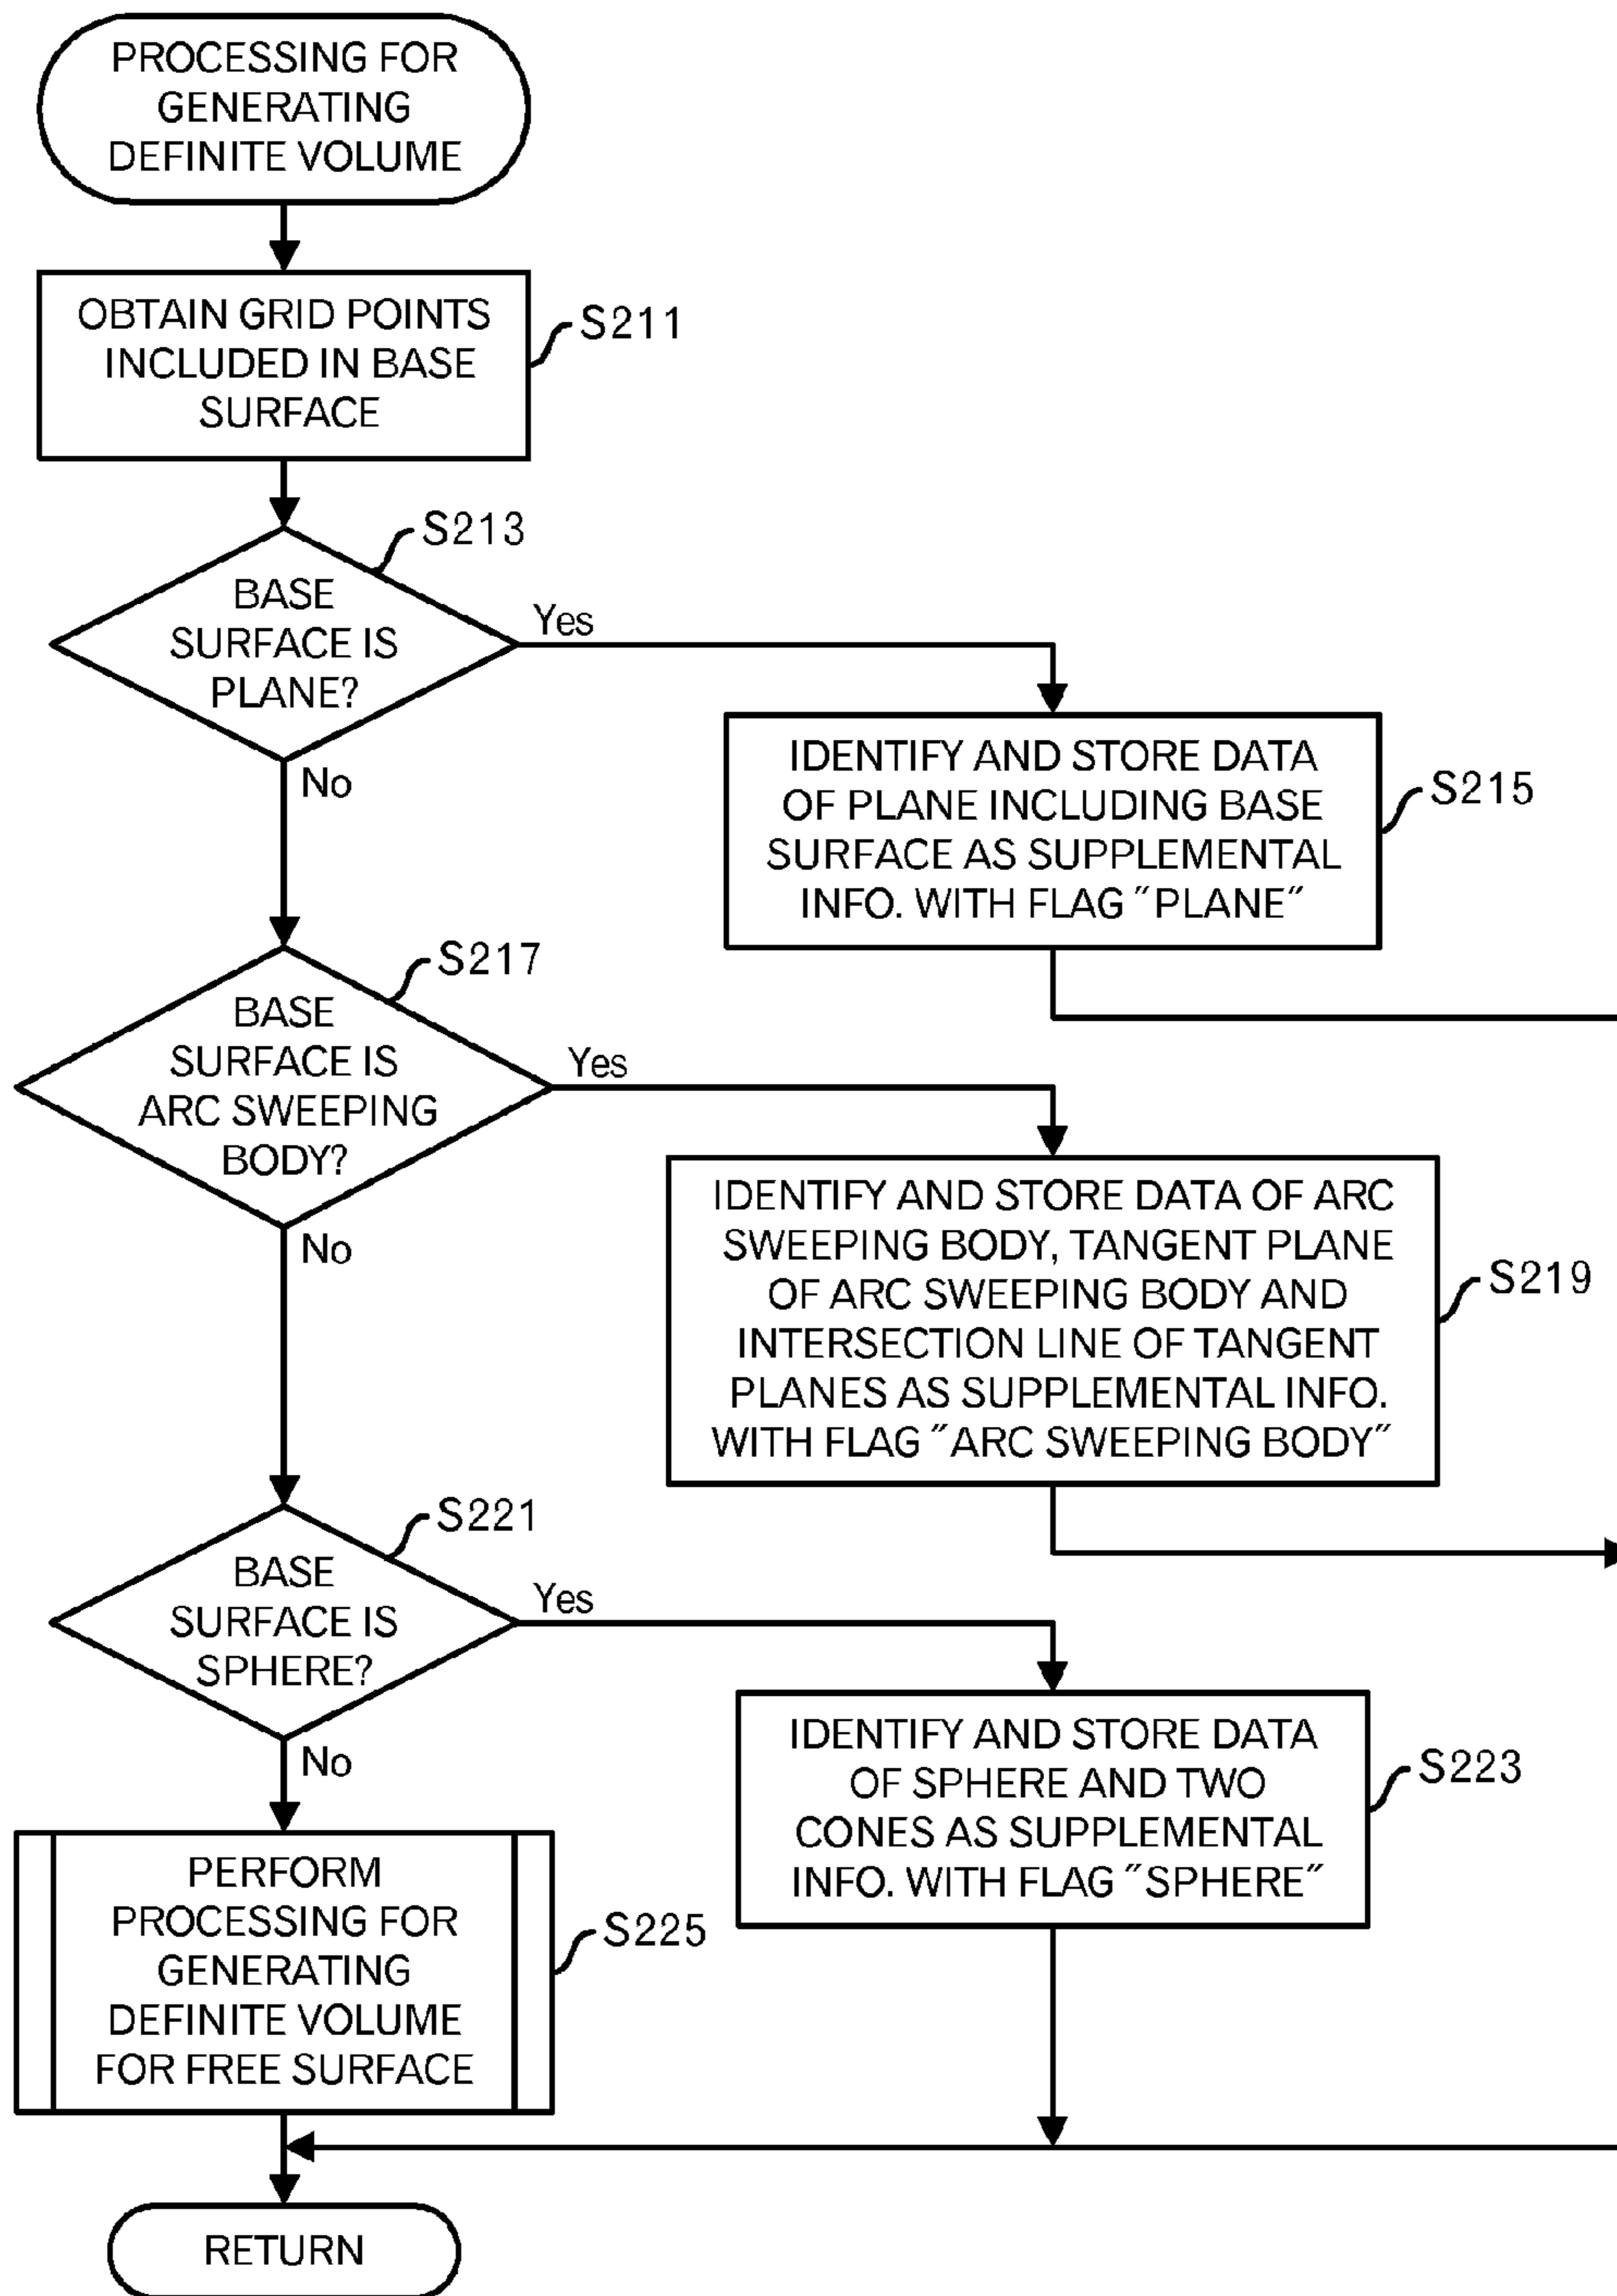 PROCESSING FOR
GENERATING
DEFINITE VOLUME
OBTAIN GRID POINTS
INCLUDED IN BASE
SURFACE
S211
S213
BASE
SURFACE IS
PLANE?
Yes
No
IDENTIFY AND STORE DATA
OF PLANE INCLUDING BASE
SURFACE AS SUPPLEMENTAL
INFO. WITH FLAG "PLANE"
S215
S217
BASE
SURFACE IS
ARC SWEEPING
BODY?
Yes
No
IDENTIFY AND STORE DATA OF ARC
SWEEPING BODY, TANGENT PLANE
OF ARC SWEEPING BODY AND
INTERSECTION LINE OF TANGENT
PLANES AS SUPPLEMENTAL INFO.
WITH FLAG "ARC SWEEPING BODY"
S219
S221
BASE
SURFACE IS
SPHERE?
Yes
No
IDENTIFY AND STORE DATA
OF SPHERE AND TWO
CONES AS SUPPLEMENTAL
INFO. WITH FLAG "SPHERE"
S223
PERFORM
PROCESSING FOR
GENERATING
DEFINITE VOLUME
FOR FREE SURFACE
S225
RETURN